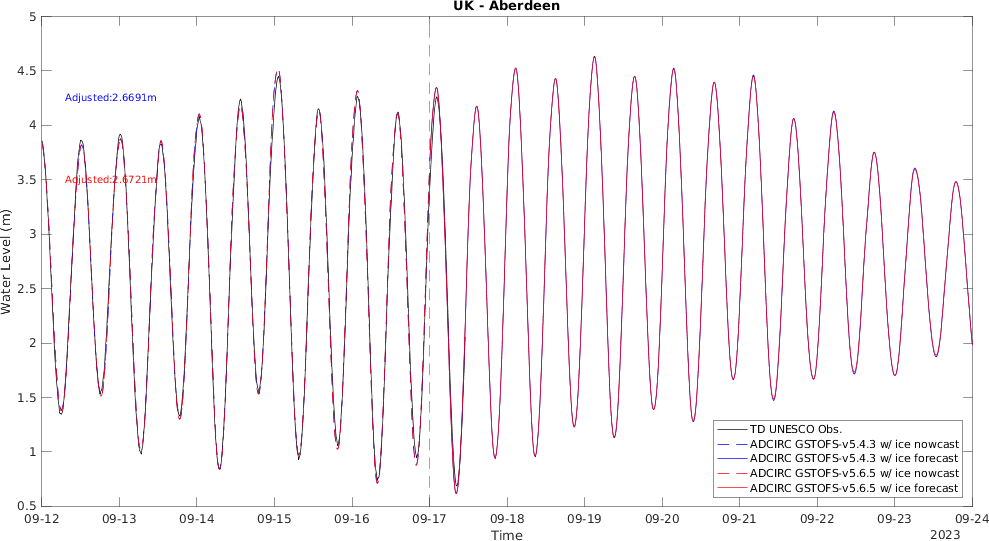 UK - Aberdeen
5
4.5
4
3.5
3
2.5
2
1.5
1
0.5
Water Level (m)
Adjusted:2.6691m
Adjusted:2.6721m
TD UNESCO Obs.
ADCIRC GSTOFS-v5.4.3 w/ ice nowcast
ADCIRC GSTOFS-v5.4.3 w/ ice forecast
ADCIRC GSTOFS-v5.6.5 w/ ice nowcast
ADCIRC GSTOFS-v5.6.5 w/ ice forecast
09-12 09-13 09-14 09-15 09-16 09-17 09-18 09-19 09-20 09-21 09-22 09-23 09-24
Time
2023